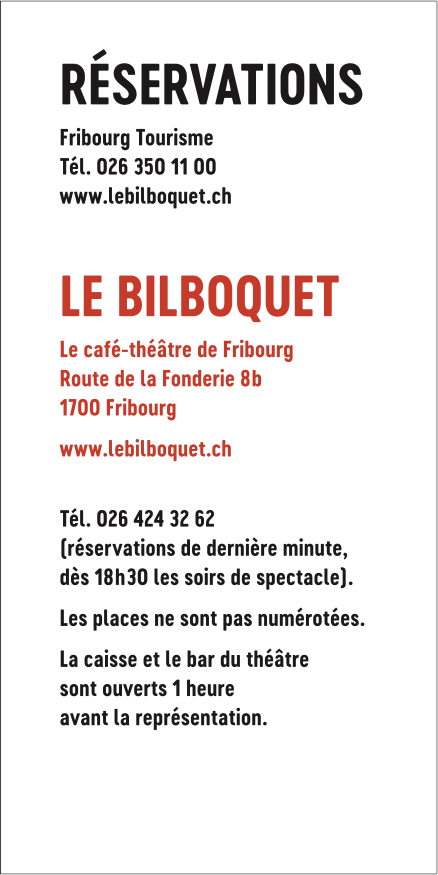 RÉSERVATIONS
Fribourg Tourisme
Tél. 026 350 11 00
www.lebilboquet.ch
LE BILBOQUET
Le café-théâtre de Fribourg
Route de la Fonderie 8b
1700 Fribourg
www.lebilboquet.ch
Tél. 026 424 32 62
(réservations de dernière minute,
dès 18h30 les soirs de spectacle).
Les places ne sont pas numérotées.
La caisse et le bar du théâtre
sont ouverts 1 heure
avant la représentation.